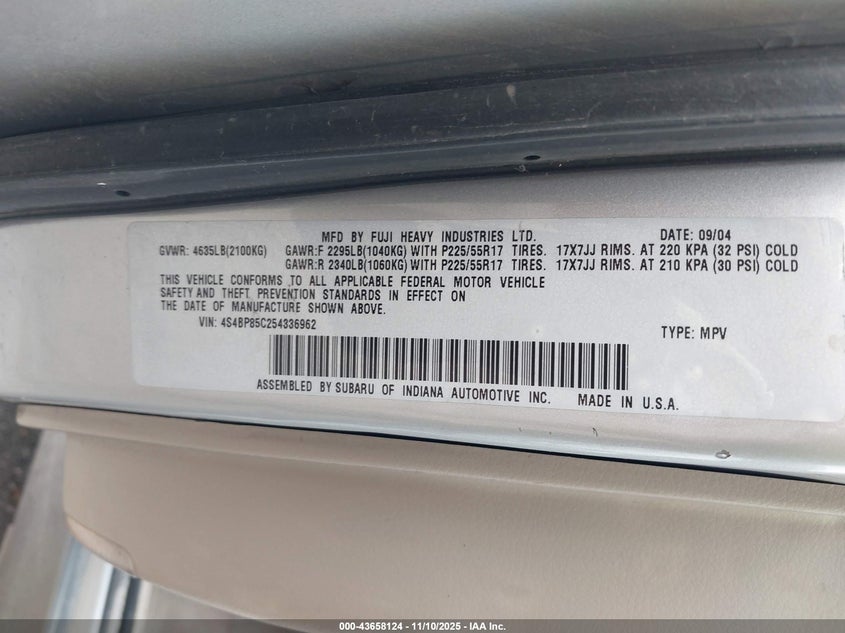 MFD BY FUJI HEAVY INDUSTRIES LTD. DATE: 09/04
GVWR: 4635LB(2100KG) GAWR:F 2295LB(1040KG) WITH P225/55R17 TIRES. 17X7JJ RIMS. AT 220 KPA (32 PSI) COLD
GAWR:R 2340LB(1060KG) WITH P225/55R17 TIRES. 17X7JJ RIMS. AT 210 KPA (30 PSI) COLD
THIS VEHICLE CONFORMS TO ALL APPLICABLE FEDERAL MOTOR VEHICLE
SAFETY AND THEFT PREVENTION STANDARDS IN EFFECT ON
THE DATE OF MANUFACTURE SHOWN ABOVE.
VIN: 4S4BP85C254336962 TYPE: MPV
ASSEMBLED BY SUBARU OF INDIANA AUTOMOTIVE INC. MADE IN U.S.A.
000-43658124 - 11/10/2025 - IAA Inc.